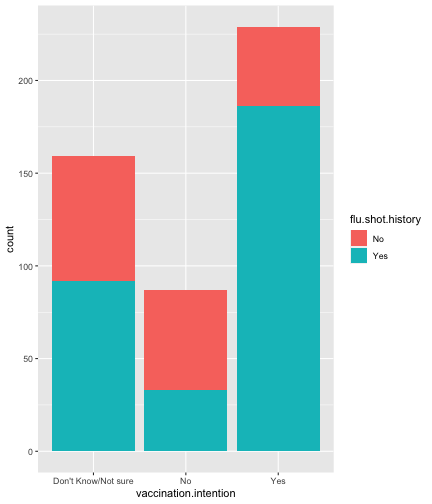 200
150
100
50
0
count
Don't Know/Not sure
No
Yes
vaccination.intention
flu.shot.history
No
Yes